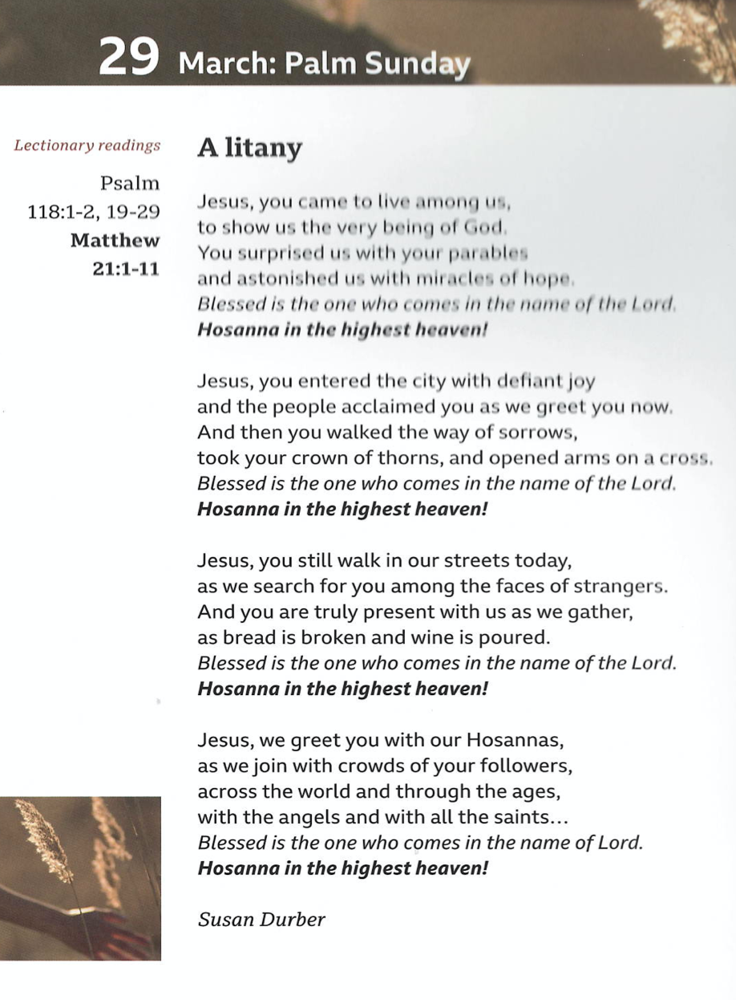 29 March: Palm Sunday
Lectionary readings
Psalm
118:1-2, 19-29
Matthew
21:1-11
A litany
Jesus, you came to live among us,
to show us the very being of God.
You surprised us with your parables
and astonished us with miracles of hope.
Blessed is the one who comes in the name of the Lord.
Hosanna in the highest heaven!
Jesus, you entered the city with defiant joy
and the people acclaimed you as we greet you now.
And then you walked the way of sorrows,
took your crown of thorns, and opened arms on a cross.
Blessed is the one who comes in the name of the Lord.
Hosanna in the highest heaven!
Jesus, you still walk in our streets today,
as we search for you among the faces of strangers.
And you are truly present with us as we gather,
as bread is broken and wine is poured.
Blessed is the one who comes in the name of the Lord.
Hosanna in the highest heaven!
Jesus, we greet you with our Hosannas,
as we join with crowds of your followers,
across the world and through the ages,
with the angels and with all the saints…
Blessed is the one who comes in the name of Lord.
Hosanna in the highest heaven!
Susan Durber